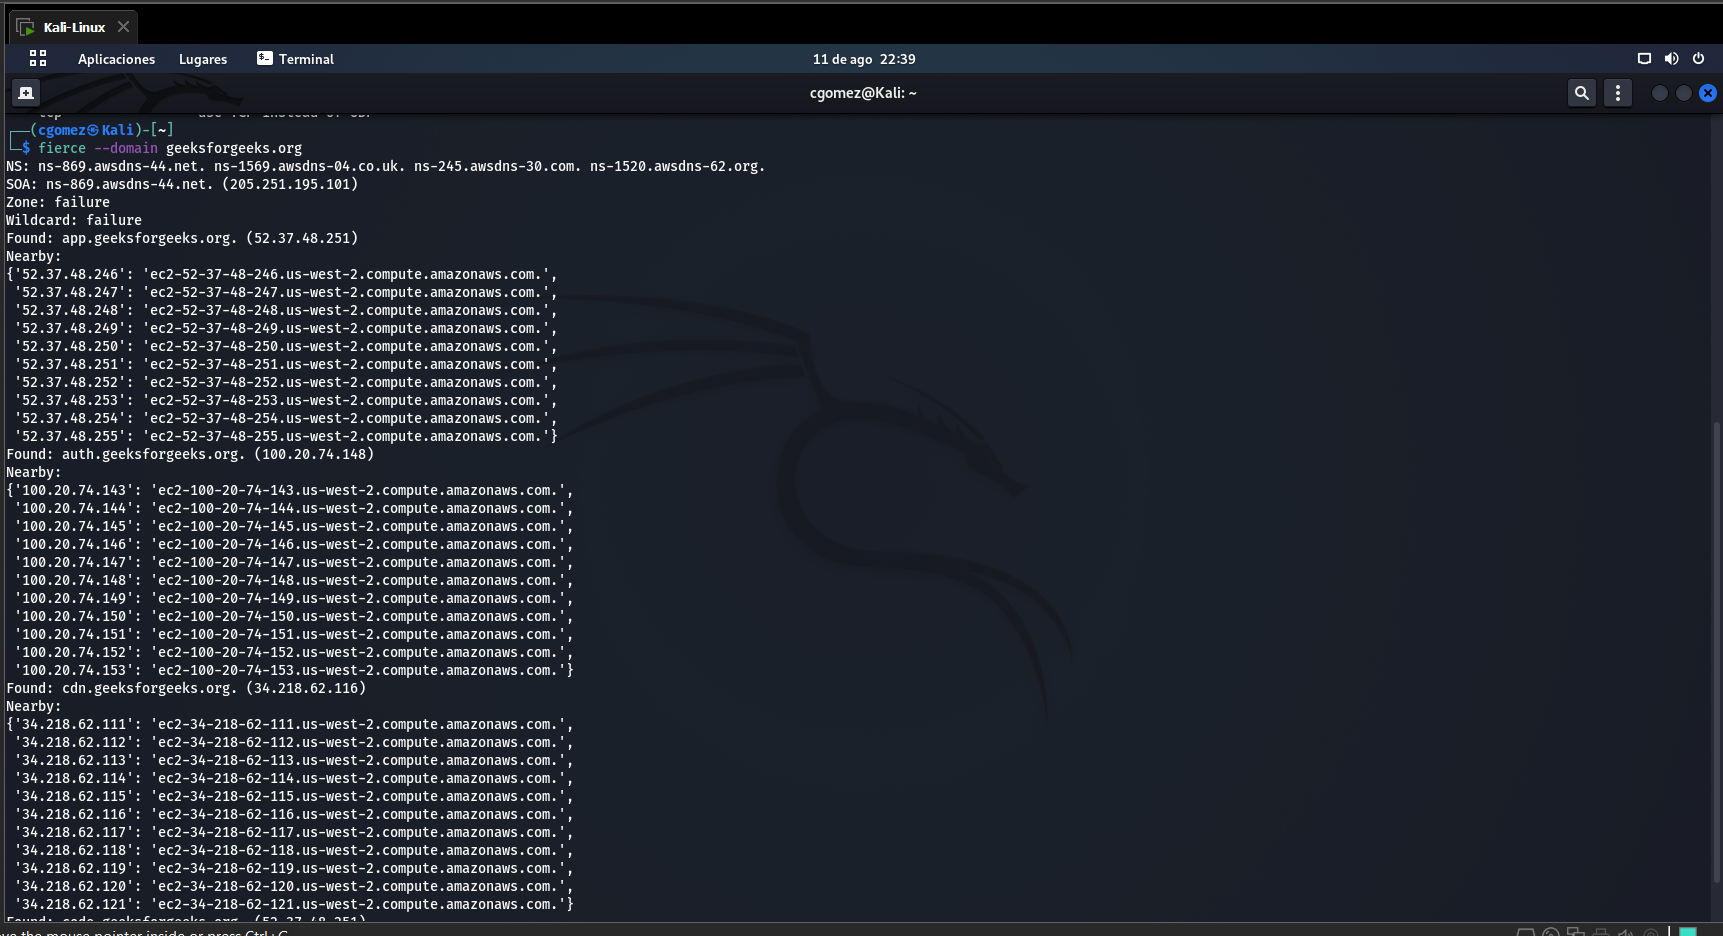 Kali-Linux
Aplicaciones Lugares Terminal 11 de ago 22:39
cgomez@Kali: ~
(cgomez㉿Kali)-[~]
$ fierce --domain geeksforgeeks.org
NS: ns-869.awsdns-44.net. ns-1569.awsdns-04.co.uk. ns-245.awsdns-30.com. ns-1520.awsdns-62.org.
SOA: ns-869.awsdns-44.net. (205.251.195.101)
Zone: failure
Wildcard: failure
Found: app.geeksforgeeks.org. (52.37.48.251)
Nearby:
{'52.37.48.246': 'ec2-52-37-48-246.us-west-2.compute.amazonaws.com.',
'52.37.48.247': 'ec2-52-37-48-247.us-west-2.compute.amazonaws.com.',
'52.37.48.248': 'ec2-52-37-48-248.us-west-2.compute.amazonaws.com.',
'52.37.48.249': 'ec2-52-37-48-249.us-west-2.compute.amazonaws.com.',
'52.37.48.250': 'ec2-52-37-48-250.us-west-2.compute.amazonaws.com.',
'52.37.48.251': 'ec2-52-37-48-251.us-west-2.compute.amazonaws.com.',
'52.37.48.252': 'ec2-52-37-48-252.us-west-2.compute.amazonaws.com.',
'52.37.48.253': 'ec2-52-37-48-253.us-west-2.compute.amazonaws.com.',
'52.37.48.254': 'ec2-52-37-48-254.us-west-2.compute.amazonaws.com.',
'52.37.48.255': 'ec2-52-37-48-255.us-west-2.compute.amazonaws.com.'}
Found: auth.geeksforgeeks.org. (100.20.74.148)
Nearby:
{'100.20.74.143': 'ec2-100-20-74-143.us-west-2.compute.amazonaws.com.',
'100.20.74.144': 'ec2-100-20-74-144.us-west-2.compute.amazonaws.com.',
'100.20.74.145': 'ec2-100-20-74-145.us-west-2.compute.amazonaws.com.',
'100.20.74.146': 'ec2-100-20-74-146.us-west-2.compute.amazonaws.com.',
'100.20.74.147': 'ec2-100-20-74-147.us-west-2.compute.amazonaws.com.',
'100.20.74.148': 'ec2-100-20-74-148.us-west-2.compute.amazonaws.com.',
'100.20.74.149': 'ec2-100-20-74-149.us-west-2.compute.amazonaws.com.',
'100.20.74.150': 'ec2-100-20-74-150.us-west-2.compute.amazonaws.com.',
'100.20.74.151': 'ec2-100-20-74-151.us-west-2.compute.amazonaws.com.',
'100.20.74.152': 'ec2-100-20-74-152.us-west-2.compute.amazonaws.com.',
'100.20.74.153': 'ec2-100-20-74-153.us-west-2.compute.amazonaws.com.'}
Found: cdn.geeksforgeeks.org. (34.218.62.116)
Nearby:
{'34.218.62.111': 'ec2-34-218-62-111.us-west-2.compute.amazonaws.com.',
'34.218.62.112': 'ec2-34-218-62-112.us-west-2.compute.amazonaws.com.',
'34.218.62.113': 'ec2-34-218-62-113.us-west-2.compute.amazonaws.com.',
'34.218.62.114': 'ec2-34-218-62-114.us-west-2.compute.amazonaws.com.',
'34.218.62.115': 'ec2-34-218-62-115.us-west-2.compute.amazonaws.com.',
'34.218.62.116': 'ec2-34-218-62-116.us-west-2.compute.amazonaws.com.',
'34.218.62.117': 'ec2-34-218-62-117.us-west-2.compute.amazonaws.com.',
'34.218.62.118': 'ec2-34-218-62-118.us-west-2.compute.amazonaws.com.',
'34.218.62.119': 'ec2-34-218-62-119.us-west-2.compute.amazonaws.com.',
'34.218.62.120': 'ec2-34-218-62-120.us-west-2.compute.amazonaws.com.',
'34.218.62.121': 'ec2-34-218-62-121.us-west-2.compute.amazonaws.com.'}
Found: code.geeksforgeeks.org. (52.37.48.251)
the mouse pointer inside or press Ctrl+G